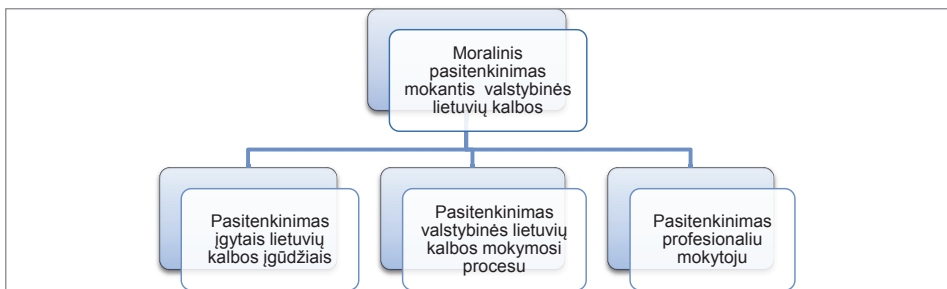 Moralinis
pasitenkinimas
mokantis valstybinės
lietuvių kalbos
Pasitenkinimas
įgytais lietuvių
kalbos įgūdžiais
Pasitenkinimas
valstybinės lietuvių
kalbos mokymosi
procesu
Pasitenkinimas
profesionaliu
mokytoju